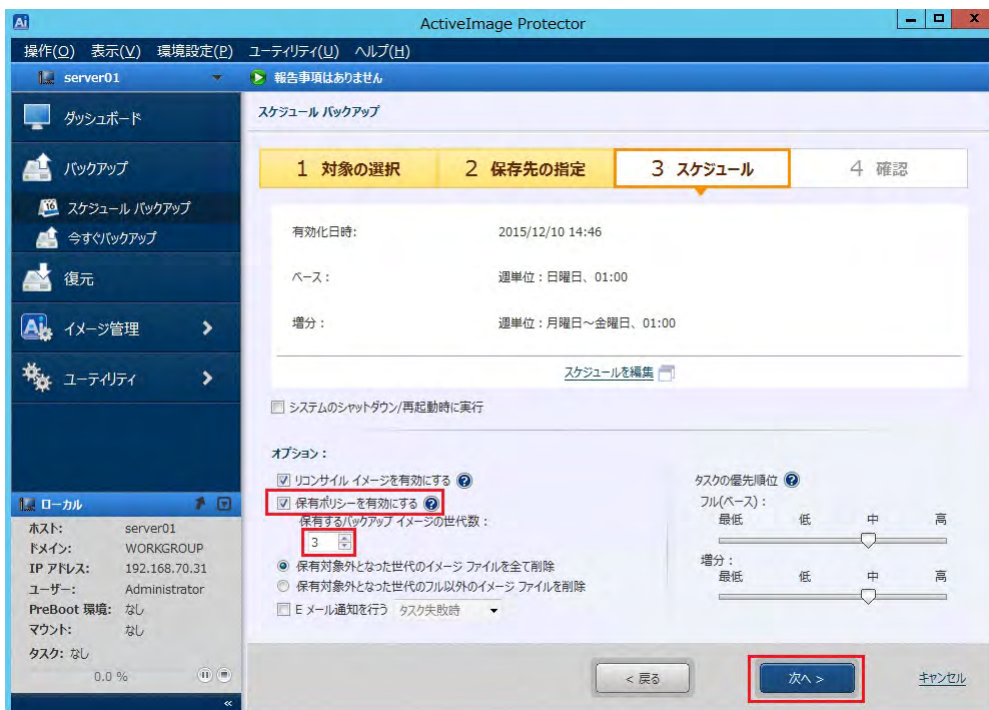 Ai
ActiveImage Protector
操作(O) 表示(V) 環境設定(P) ユーティリティ(U) ヘルプ(H)
server01
報告事項はありません
ダッシュボード
バックアップ
16
スケジュール バックアップ
今すぐバックアップ
復元
Ai
イメージ管理
ユーティリティ
スケジュール バックアップ
1 対象の選択
2 保存先の指定
3 スケジュール
4 確認
有効化日時: 2015/12/10 14:46
ベース : 週単位 : 日曜日、01:00
増分 : 週単位 : 月曜日~金曜日、01:00
スケジュールを編集
システムのシャットダウン/再起動時に実行
オプション :
リコンサイル イメージを有効にする ?
保有ポリシーを有効にする ?
保有するバックアップ イメージの世代数 :
3
保有対象外となった世代のイメージ ファイルを全て削除
保有対象外となった世代のフル以外のイメージ ファイルを削除
E メール通知を行う タスク失敗時
タスクの優先順位 ?
フル(ベース) :
最低 低 中 高
増分 :
最低 低 中 高
ローカル
ホスト: server01
ドメイン: WORKGROUP
IP アドレス: 192.168.70.31
ユーザー: Administrator
PreBoot 環境: なし
マウント: なし
タスク: なし
0.0 %
«
< 戻る
次へ >
キャンセル